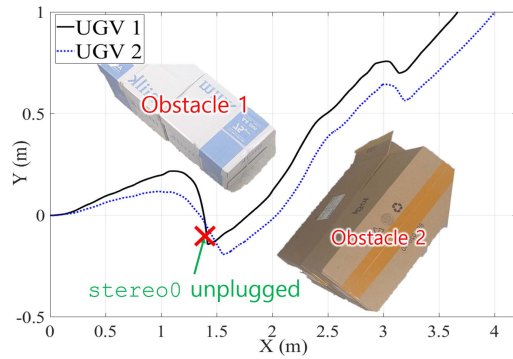 UGV 1
UGV 2
Obstacle 1
Obstacle 2
stereo0 unplugged
1
0.5
0
-0.5
Y (m)
0 0.5 1 1.5 2 2.5 3 3.5 4
X (m)